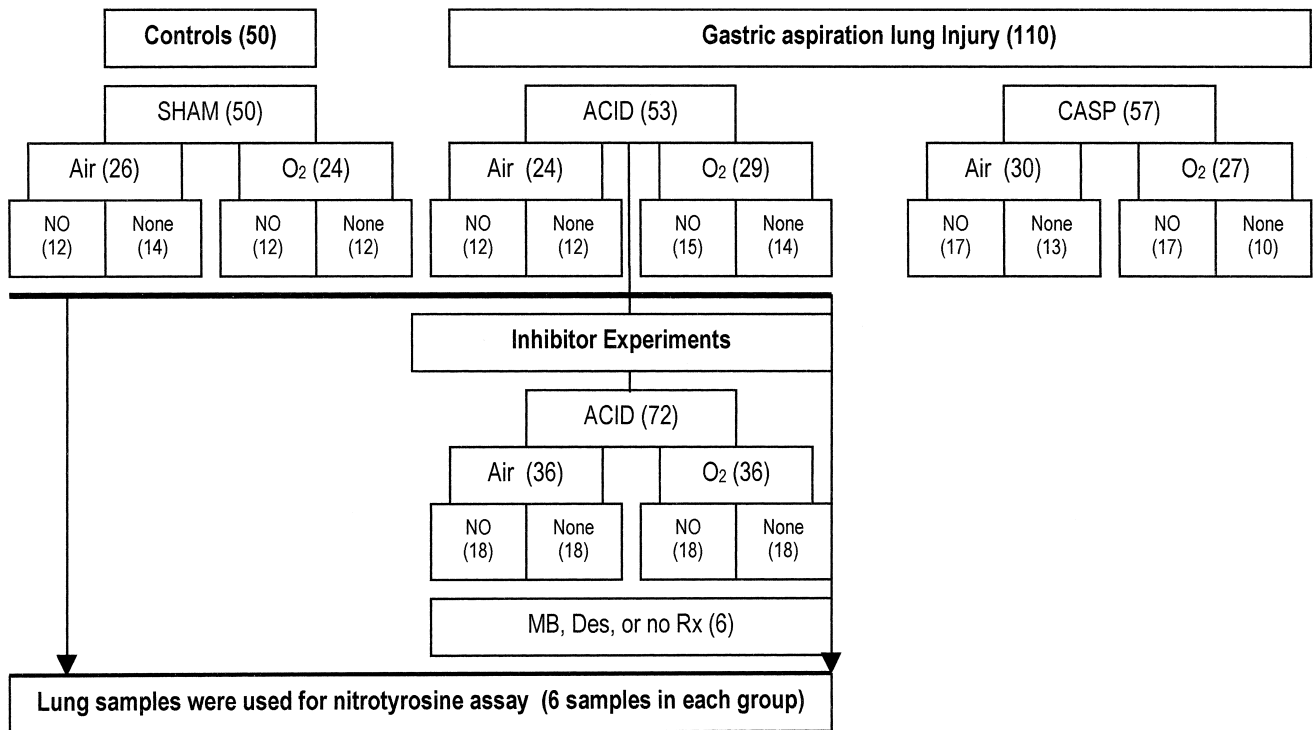 Controls (50)
Gastric aspiration lung Injury (110)
SHAM (50)
ACID (53)
CASP (57)
Air (26)
O₂ (24)
Air (24)
O₂ (29)
Air (30)
O₂ (27)
NO
(12)
None
(14)
NO
(12)
None
(12)
NO
(12)
None
(12)
NO
(15)
None
(14)
NO
(17)
None
(13)
NO
(17)
None
(10)
Inhibitor Experiments
ACID (72)
Air (36)
O₂ (36)
NO
(18)
None
(18)
NO
(18)
None
(18)
MB, Des, or no Rx (6)
Lung samples were used for nitrotyrosine assay (6 samples in each group)